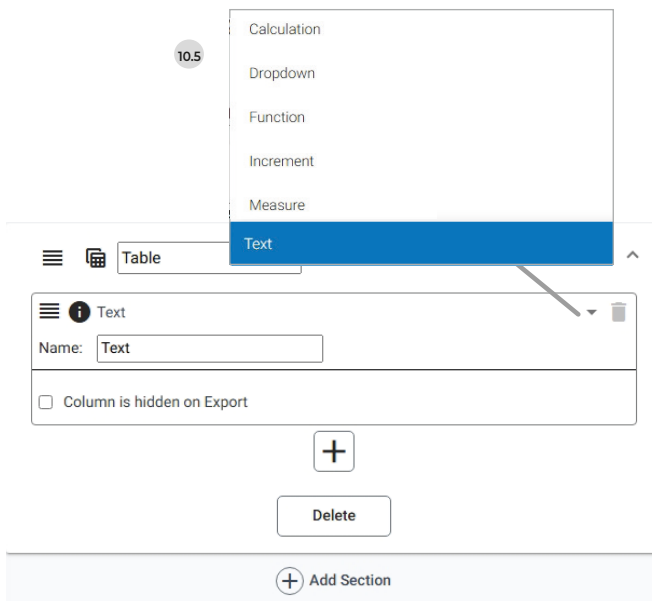 Calculation
10.5
Dropdown
Function
Increment
Measure
Text
Table
Text
Name: Text
Column is hidden on Export
Delete
Add Section